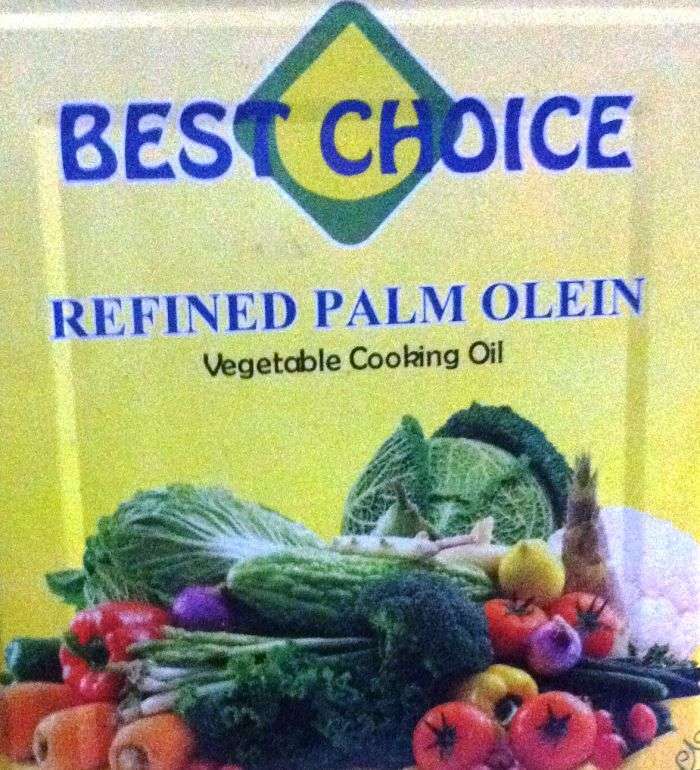 BEST CHOICE
REFINED PALM OLEIN
Vegetable Cooking Oil